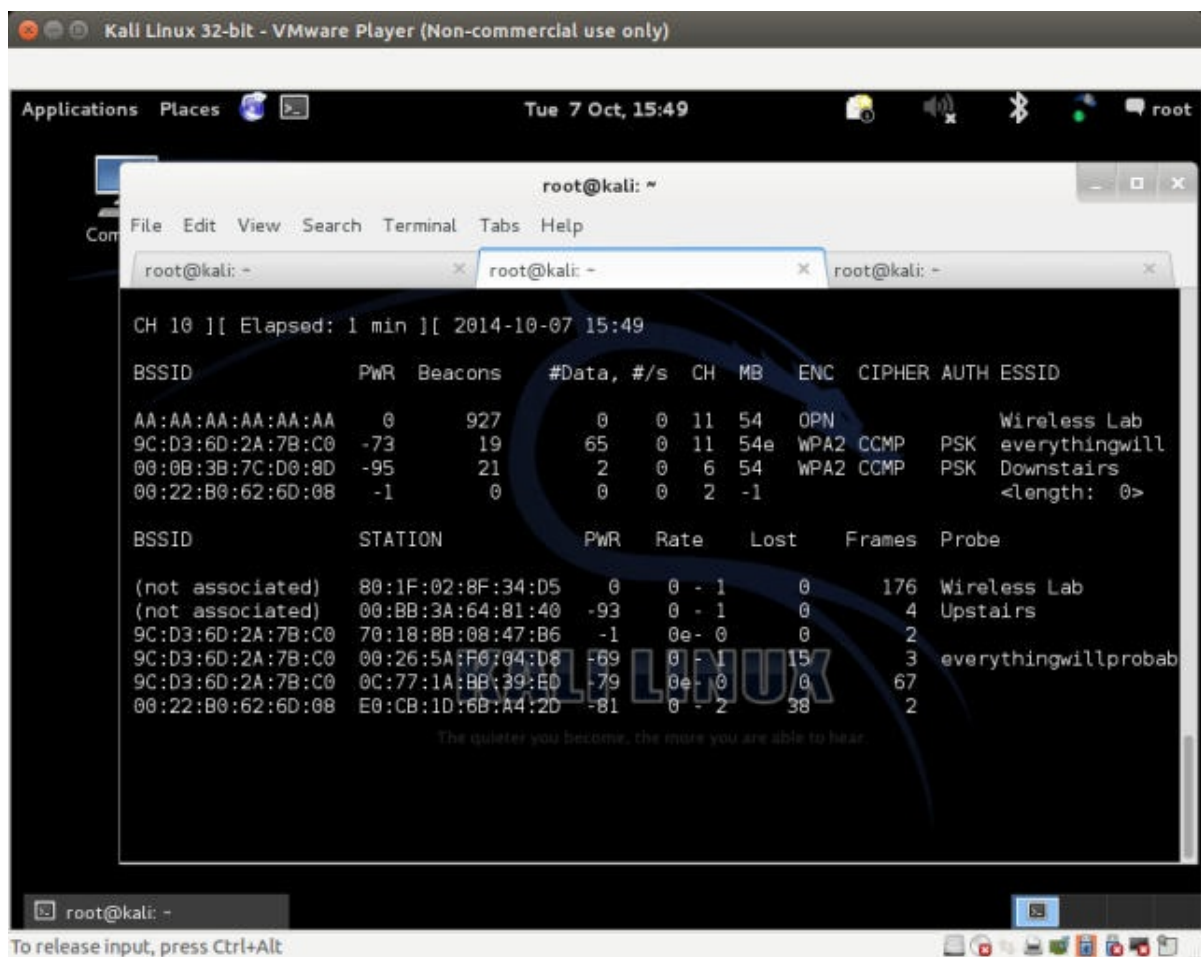 Kali Linux 32-bit - VMware Player (Non-commercial use only)
Applications Places Tue 7 Oct, 15:49 root
root@kali: ~
Com
File Edit View Search Terminal Tabs Help
root@kali: ~ root@kali: ~ root@kali: ~
CH 10 ][ Elapsed: 1 min ][ 2014-10-07 15:49
BSSID PWR Beacons #Data, #/s CH MB ENC CIPHER AUTH ESSID
AA:AA:AA:AA:AA:AA 0 927 0 0 11 54 OPN Wireless Lab
9C:D3:6D:2A:7B:C0 -73 19 65 0 11 54e WPA2 CCMP PSK everythingwill
00:0B:3B:7C:D0:8D -95 21 2 0 6 54 WPA2 CCMP PSK Downstairs
00:22:B0:62:6D:08 -1 0 0 0 2 -1 <length: 0>
BSSID STATION PWR Rate Lost Frames Probe
(not associated) 80:1F:02:8F:34:D5 0 0 - 1 0 176 Wireless Lab
(not associated) 00:BB:3A:64:81:40 -93 0 - 1 0 4 Upstairs
9C:D3:6D:2A:7B:C0 70:18:8B:08:47:B6 -1 0e- 0 0 2
9C:D3:6D:2A:7B:C0 00:26:5A:F6:04:D8 -69 0 - 1 15 3 everythingwillprobab
9C:D3:6D:2A:7B:C0 0C:77:1A:BB:39:ED -79 0e- 0 0 67
00:22:B0:62:6D:08 E0:CB:1D:6B:A4:2D -81 0 - 2 38 2
KALI LINUX
The quieter you become, the more you are able to hear.
root@kali: ~
To release input, press Ctrl+Alt